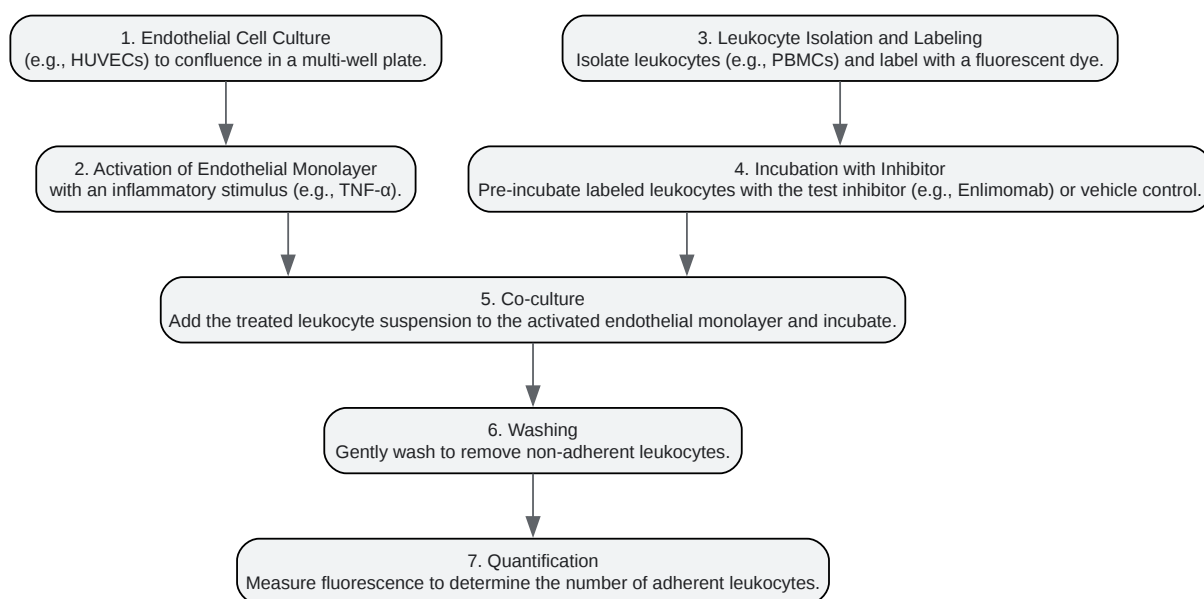 1. Endothelial Cell Culture
(e.g., HUVECs) to confluence in a multi-well plate.
3. Leukocyte Isolation and Labeling
Isolate leukocytes (e.g., PBMCs) and label with a fluorescent dye.
2. Activation of Endothelial Monolayer
with an inflammatory stimulus (e.g., TNF-α).
4. Incubation with Inhibitor
Pre-incubate labeled leukocytes with the test inhibitor (e.g., Enlimomab) or vehicle control.
5. Co-culture
Add the treated leukocyte suspension to the activated endothelial monolayer and incubate.
6. Washing
Gently wash to remove non-adherent leukocytes.
7. Quantification
Measure fluorescence to determine the number of adherent leukocytes.